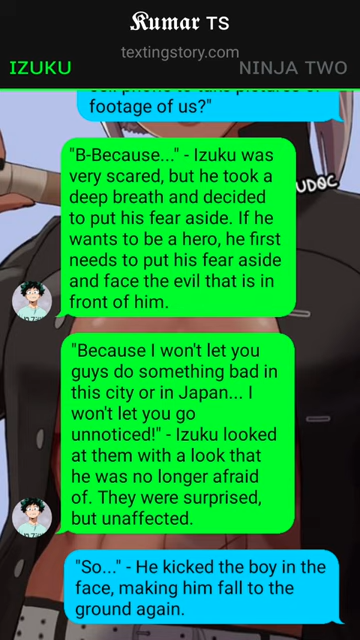 𝕶𝖚𝖒𝖆𝖗 TS
textingstory.com
IZUKU NINJA TWO
footage of us?"
"B-Because..." - Izuku was
very scared, but he took a
deep breath and decided
to put his fear aside. If he
wants to be a hero, he first
needs to put his fear aside
and face the evil that is in
front of him.
"Because I won't let you
guys do something bad in
this city or in Japan... I
won't let you go
unnoticed!" - Izuku looked
at them with a look that
he was no longer afraid
of. They were surprised,
but unaffected.
"So..." - He kicked the boy in the
face, making him fall to the
ground again.